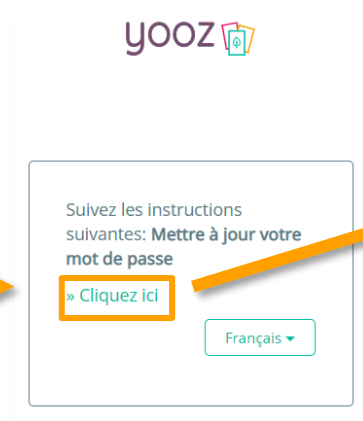 yooz
Suivez les instructions
suivantes: Mettre à jour votre
mot de passe
» Cliquez ici
Français